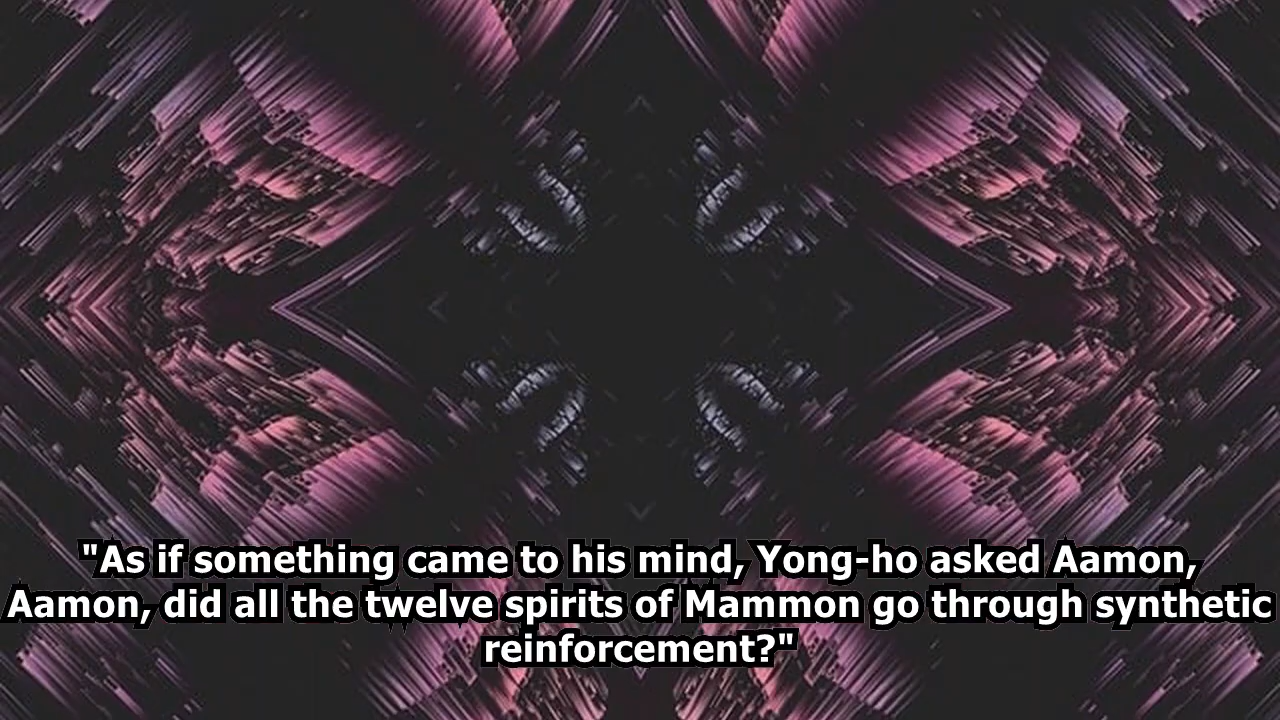 "As if something came to his mind, Yong-ho asked Aamon,
Aamon, did all the twelve spirits of Mammon go through synthetic
reinforcement?"